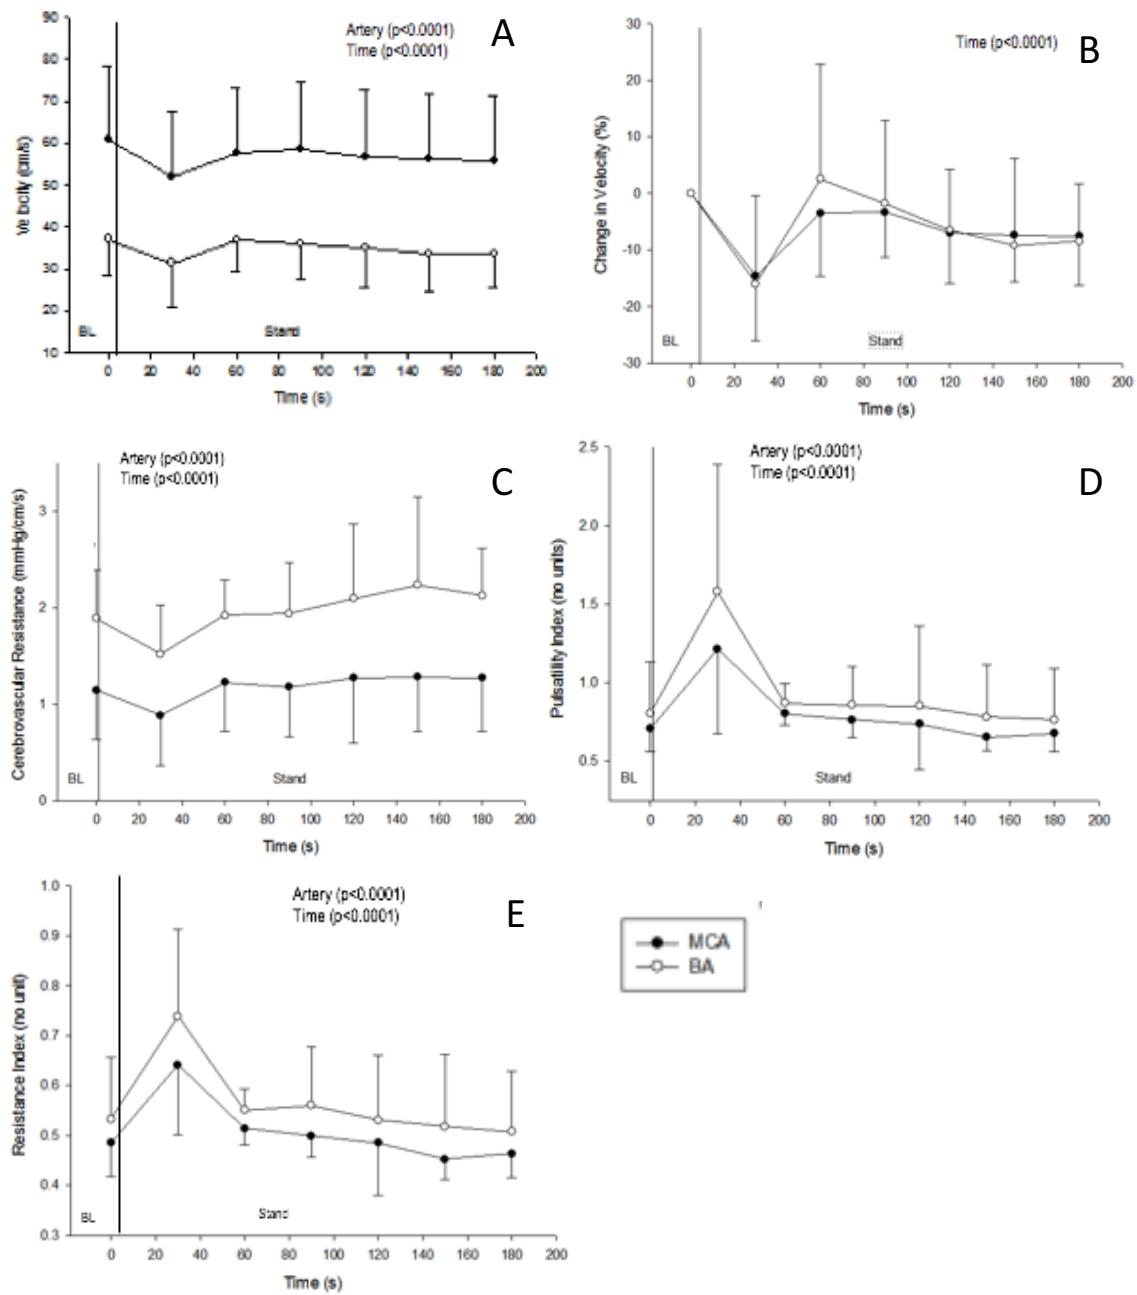 A
Artery (p<0.0001)
Time (p<0.0001)
90
80
70
60
50
40
30
20
10
Velocity (cm/s)
BL
Stand
0 20 40 60 80 100 120 140 160 180 200
Time (s)
B
Time (p<0.0001)
30
20
10
0
-10
-20
-30
Change in Velocity (%)
BL
Stand
0 20 40 60 80 100 120 140 160 180 200
Time (s)
C
Artery (p<0.0001)
Time (p<0.0001)
3
2
1
0
Cerebrovascular Resistance (mmHg/cm/s)
BL
Stand
0 20 40 60 80 100 120 140 160 180 200
Time (s)
D
Artery (p<0.0001)
Time (p<0.0001)
2.5
2.0
1.5
1.0
0.5
Pulsatility Index (no units)
BL
Stand
0 20 40 60 80 100 120 140 160 180 200
Time (s)
E
Artery (p<0.0001)
Time (p<0.0001)
1.0
0.9
0.8
0.7
0.6
0.5
0.4
0.3
Resistance Index (no unit)
BL
Stand
0 20 40 60 80 100 120 140 160 180 200
Time (s)
MCA
BA